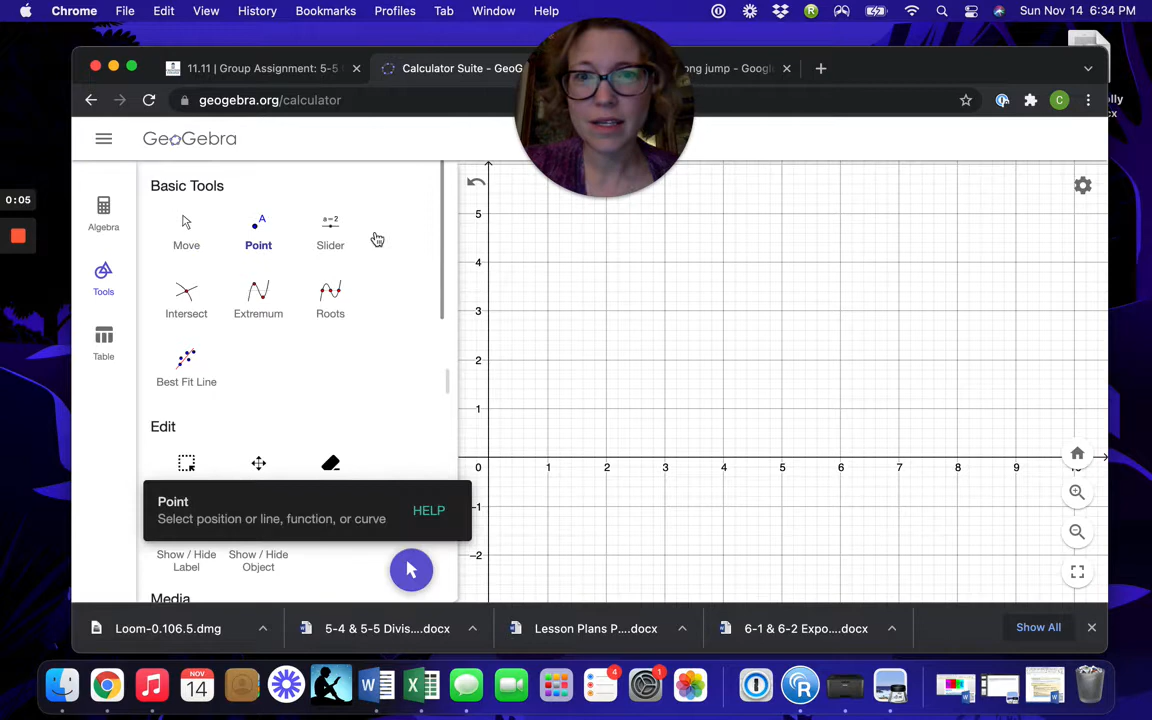 Chrome File Edit View History Bookmarks Profiles Tab Window Help Sun Nov 14 6:34 PM
11.11 | Group Assignment: 5-5 Calculator Suite - GeoG ong jump - Googl
geogebra.org/calculator C
GeoGebra
0:05
Algebra
Tools
Table
Basic Tools
A a=2
Move Point Slider
Intersect Extremum Roots
Best Fit Line
Edit
Point
Select position or line, function, or curve
HELP
Show / Hide Label Show / Hide Object
Media
5
4
3
2
1
0 1 2 3 4 5 6 7 8 9
-1
-2
olly
cx
Loom-0.106.5.dmg 5-4 & 5-5 Divis....docx Lesson Plans P....docx 6-1 & 6-2 Expo....docx Show All
NOV
14
4 1